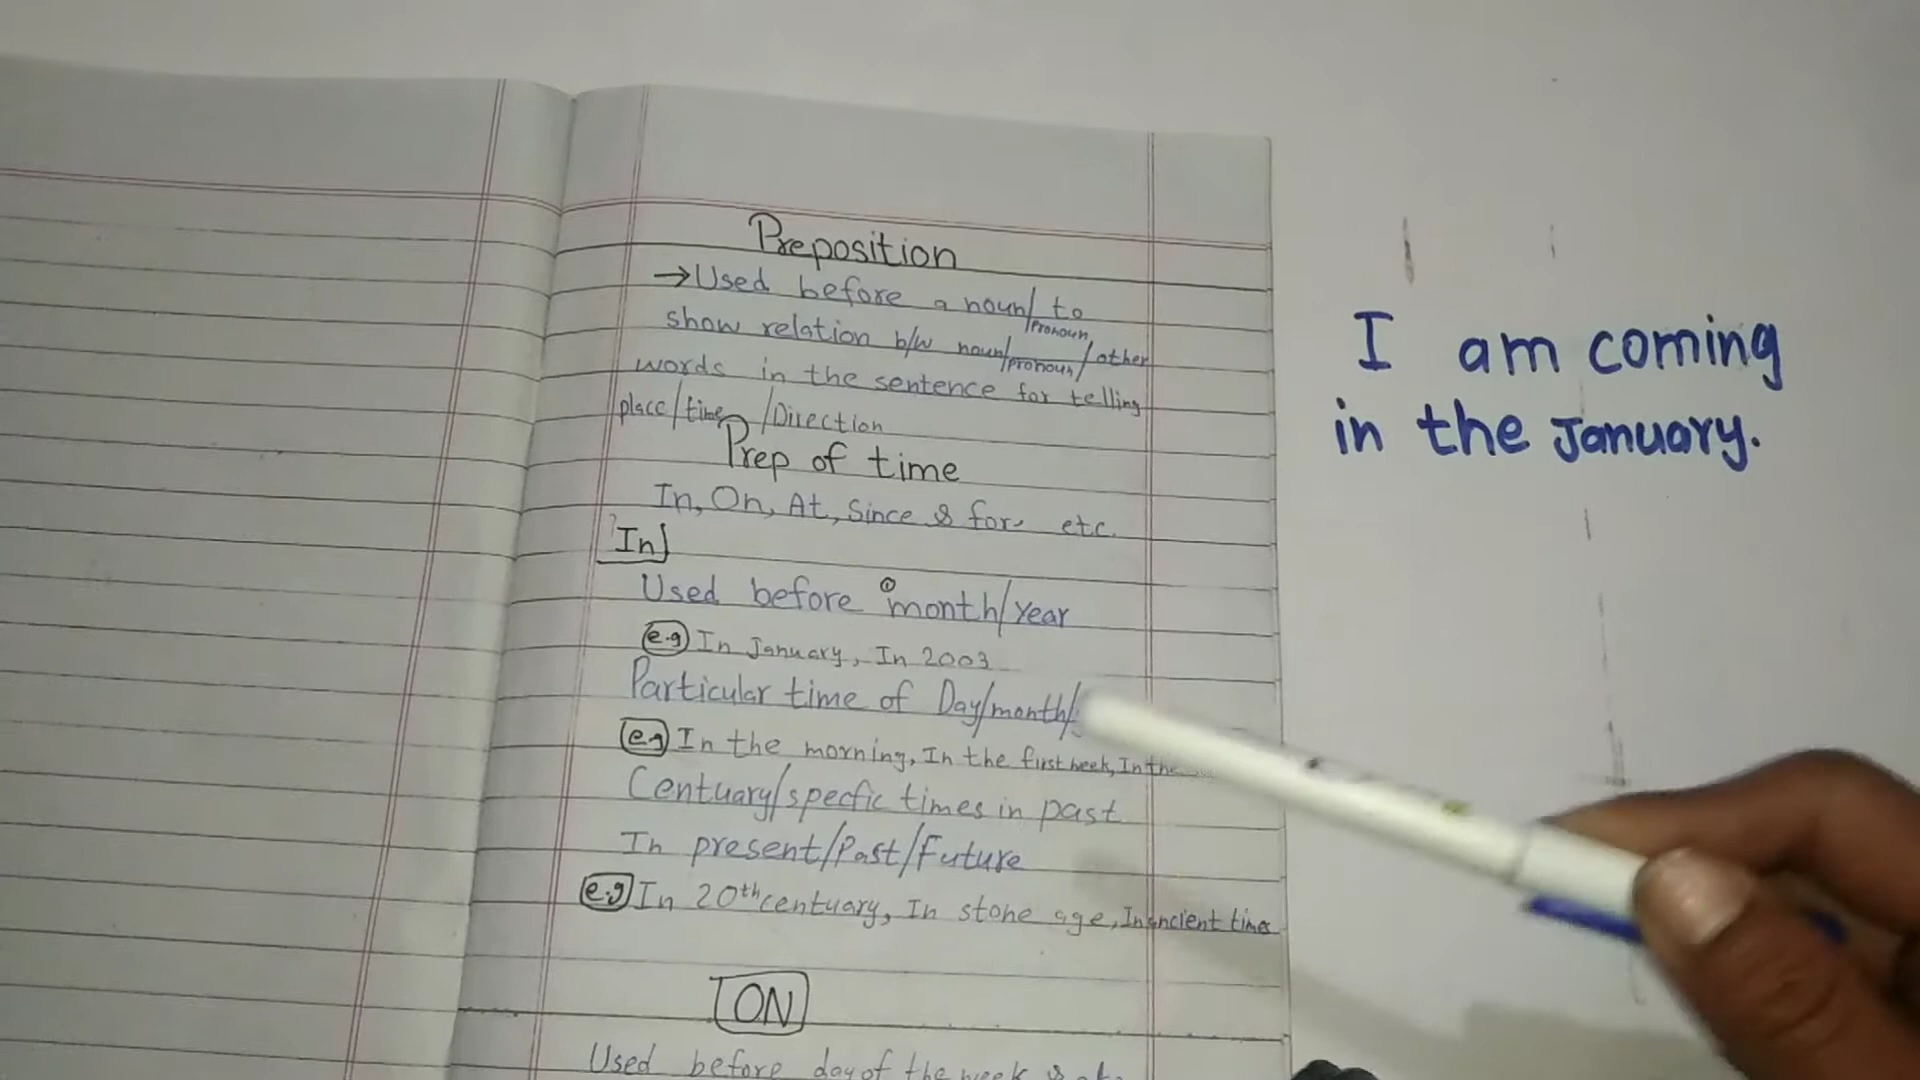 Preposition
→ Used before a noun/pronoun to
show relation b/w noun/pronoun/other
words in the sentence for telling
place/time/Direction
Prep of time
In, On, At, Since & for etc.
In
Used before ① month/year
e.g In January, In 2003
Particular time of Day/month/
e.g In the morning, In the first week, In the
Centuary/specfic times in past
In present/Past/Future
e.g In 20th centuary, In stone age, In ancient times
ON
Used before day of the week &
I am coming
in the January.